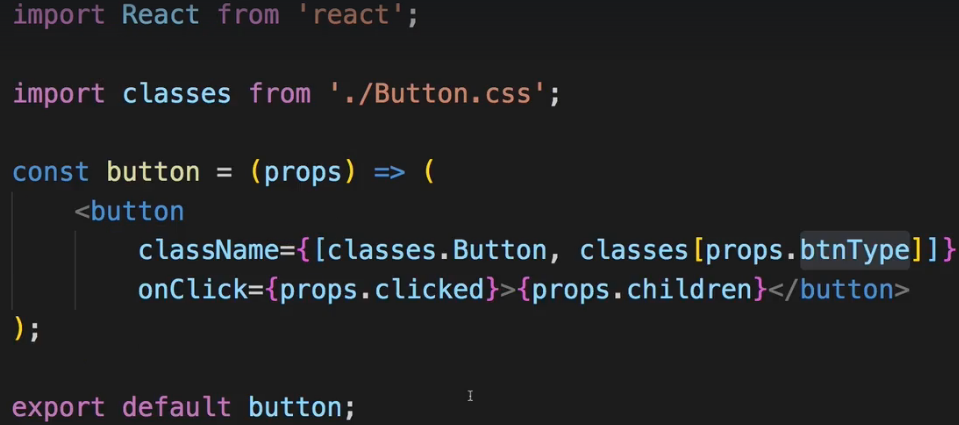 import React from 'react';
import classes from './Button.css';
const button = (props) => (
<button
className={[classes.Button, classes[props.btnType]]}
onClick={props.clicked}>{props.children}</button>
);
export default button;